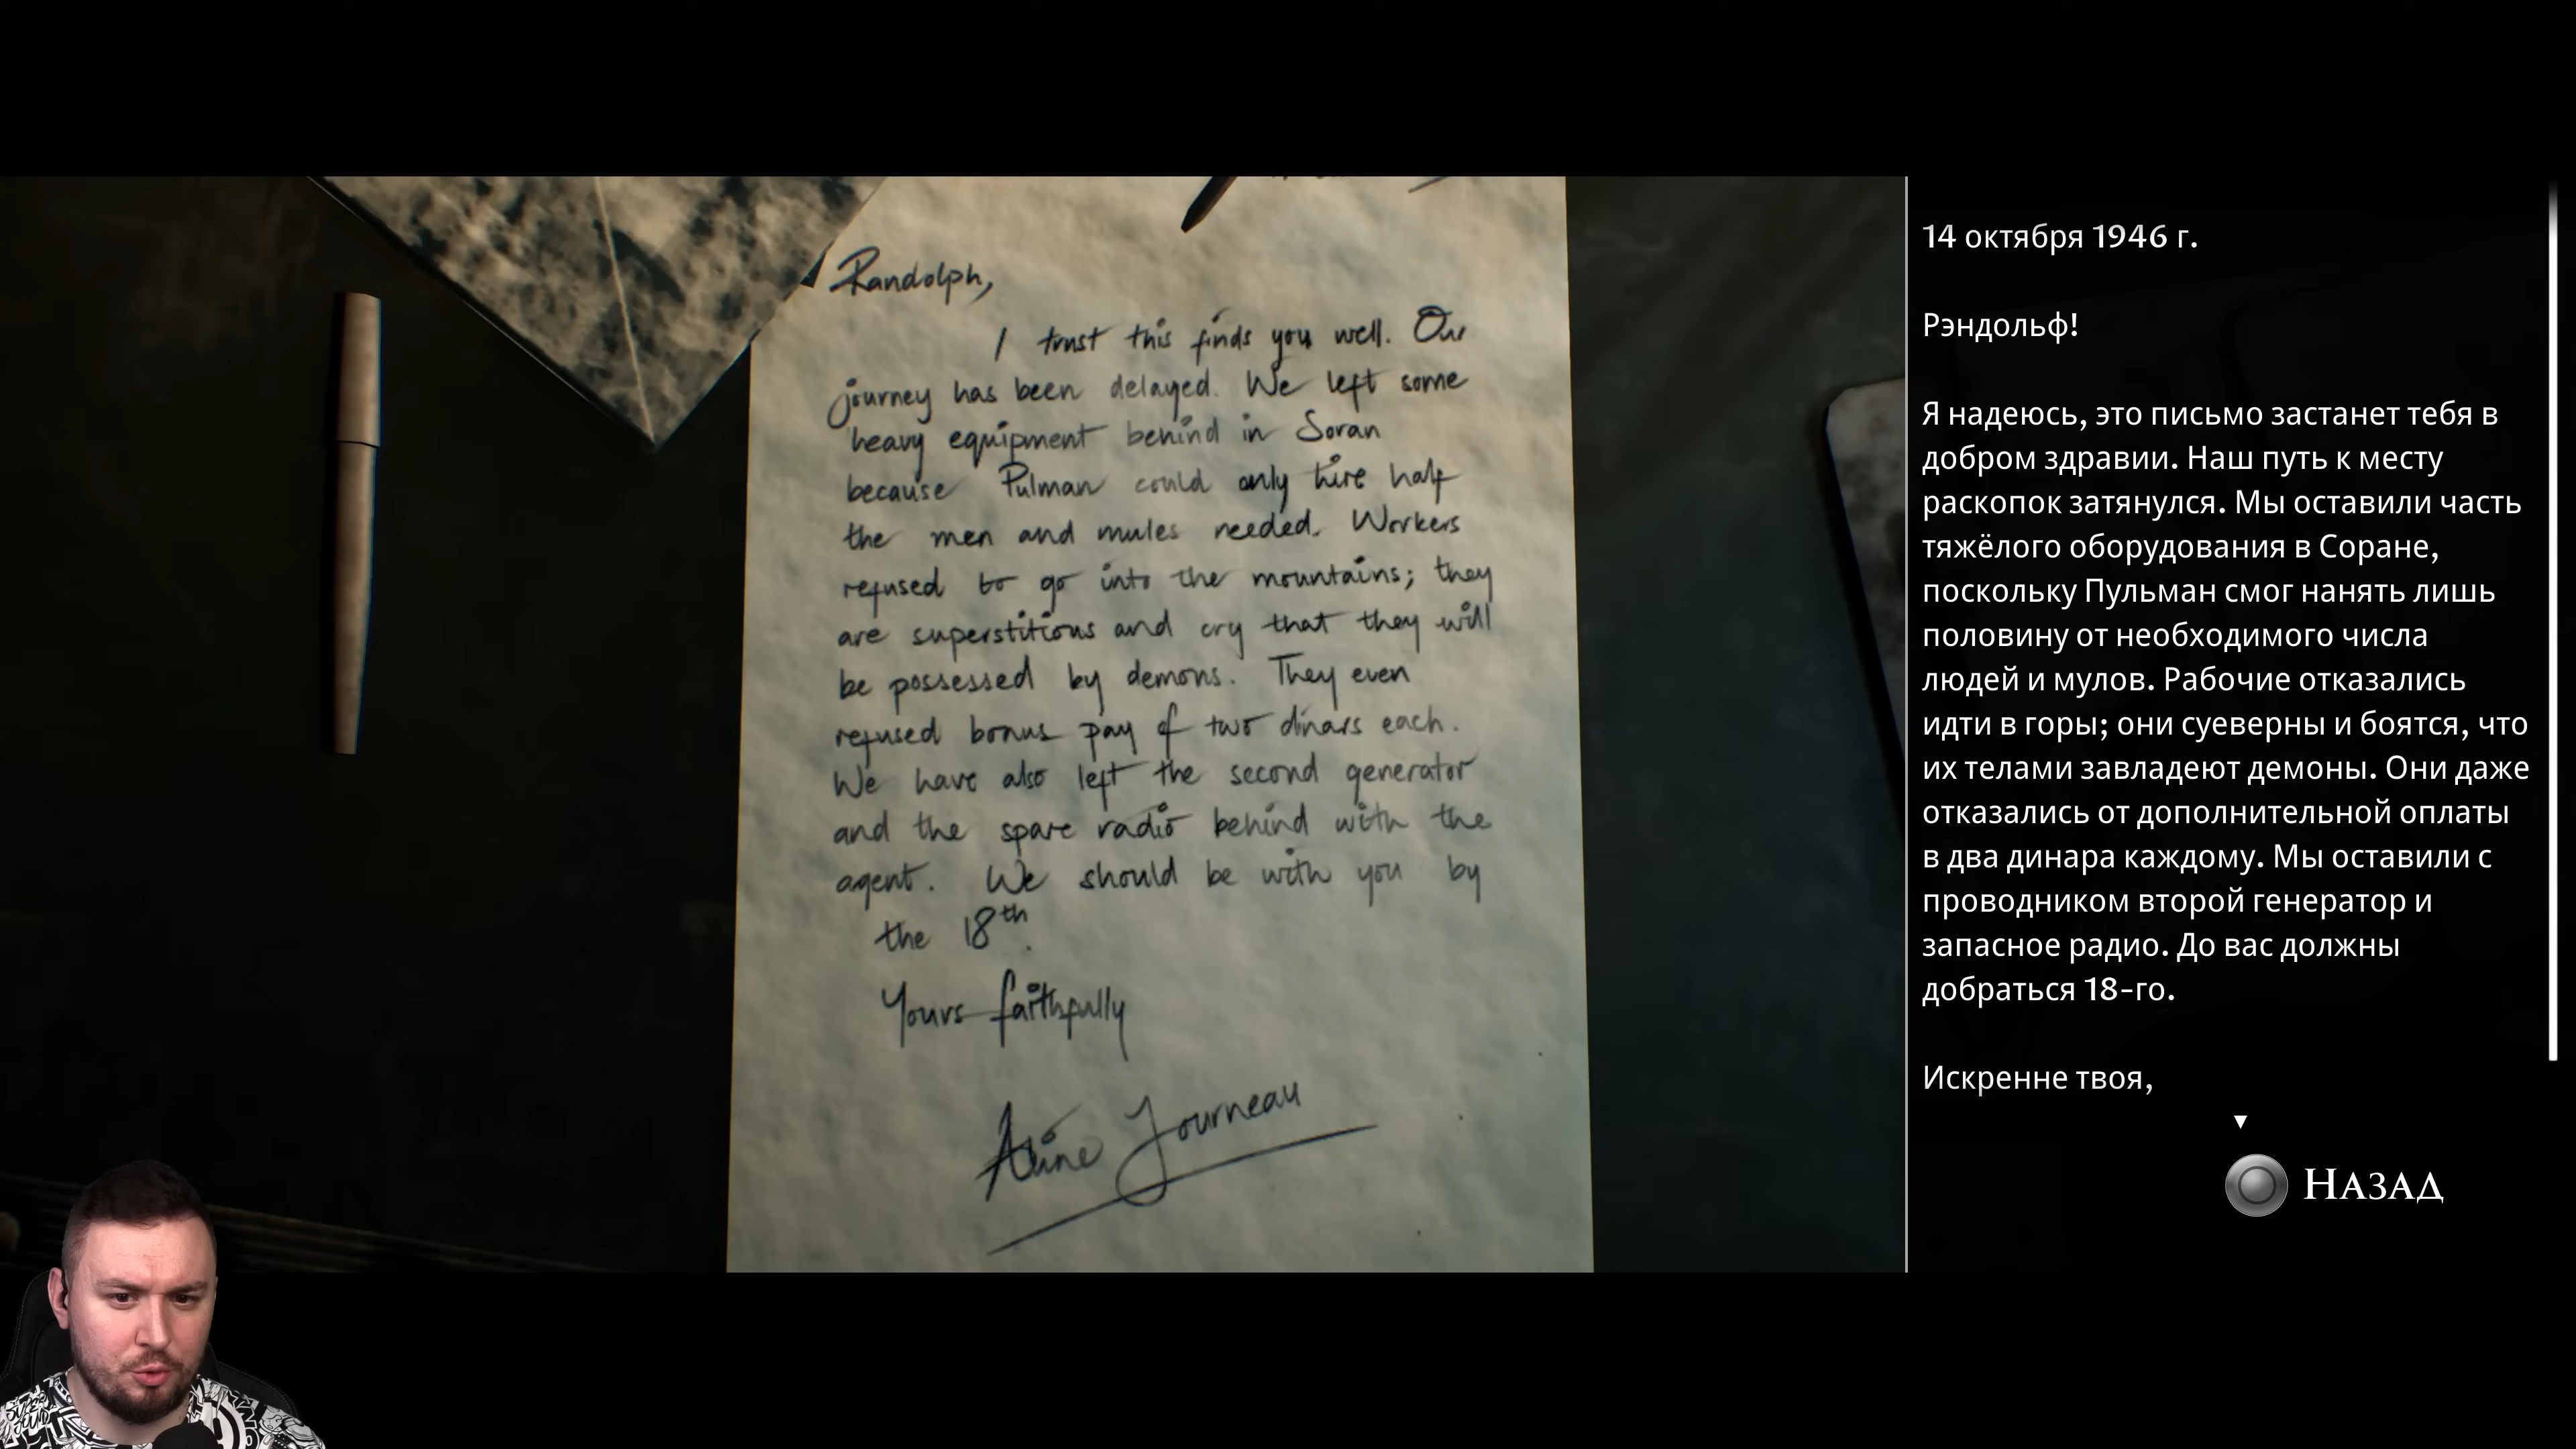 Randolph,
I trust this finds you well. Our
journey has been delayed. We left some
heavy equipment behind in Soran
because Pulman could only hire half
the men and mules needed. Workers
refused to go into the mountains; they
are superstitious and cry that they will
be possessed by demons. They even
refused bonus pay of two dinars each.
We have also left the second generator
and the spare radio behind with the
agent. We should be with you by
the 18th.
Yours faithfully
Journeau
14 октября 1946 г.
Рэндольф!
Я надеюсь, это письмо застанет тебя в
добром здравии. Наш путь к месту
раскопок затянулся. Мы оставили часть
тяжёлого оборудования в Соране,
поскольку Пульман смог нанять лишь
половину от необходимого числа
людей и мулов. Рабочие отказались
идти в горы; они суеверны и боятся, что
их телами завладеют демоны. Они даже
отказались от дополнительной оплаты
в два динара каждому. Мы оставили с
проводником второй генератор и
запасное радио. До вас должны
добраться 18-го.
Искренне твоя,
Назад